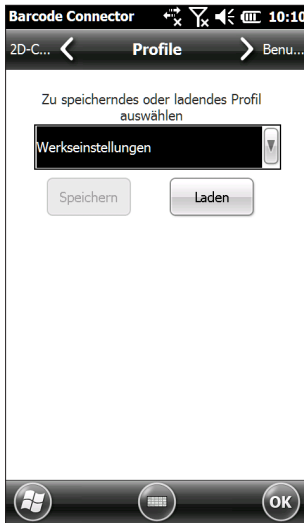 Barcode Connector 10:10
2D-C... Profile Benu...
Zu speicherndes oder ladendes Profil
auswählen
Werkseinstellungen
Speichern Laden
OK